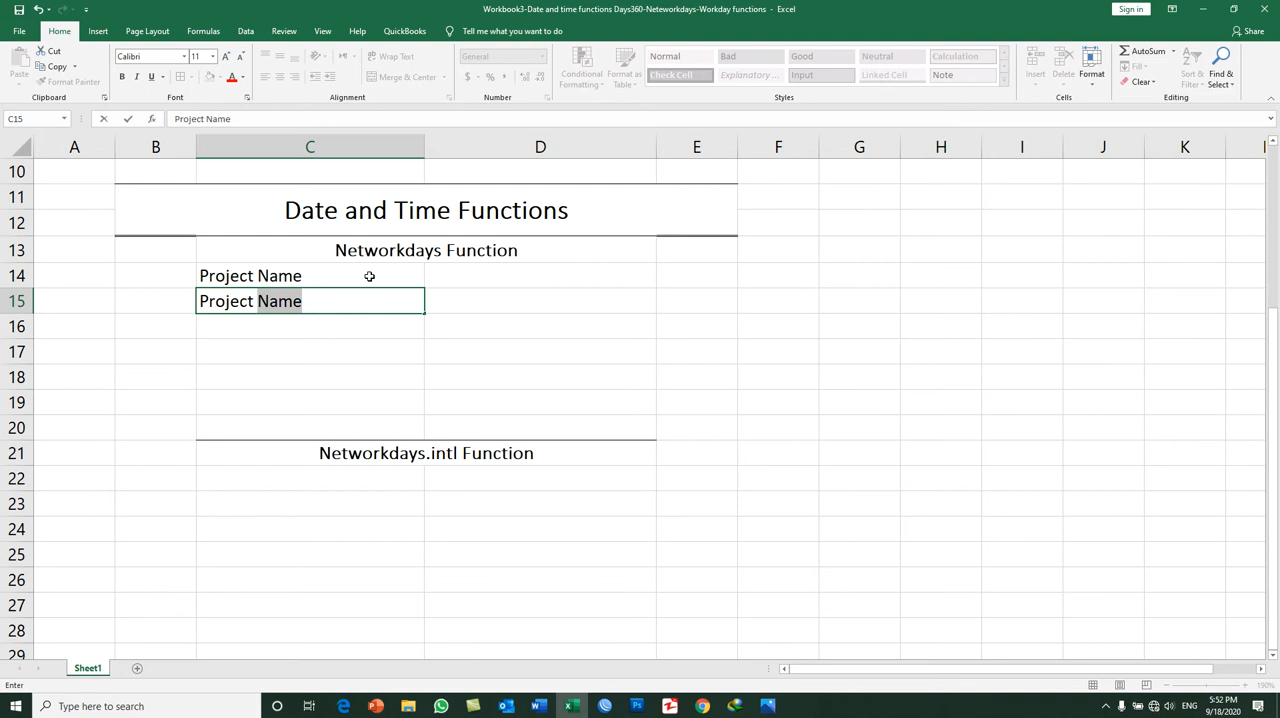 Workbook3-Date and time functions Days360-Neteworkdays-Workday functions - Excel
Sign in
File Home Insert Page Layout Formulas Data Review View Help QuickBooks Tell me what you want to do Share
Paste
Cut
Copy
Format Painter
Clipboard
Calibri 11
B I U
Font
Wrap Text
Merge & Center
Alignment
General
$ % ,
Number
Conditional Formatting
Format as Table
Normal Bad Good Neutral Calculation
Check Cell Explanatory ... Input Linked Cell Note
Styles
Insert Delete Format
Cells
AutoSum
Fill
Clear
Sort & Filter
Find & Select
Editing
C15 fx Project Name
A B C D E F G H I J K
10
11
12
Date and Time Functions
13 Networkdays Function
14 Project Name
15 Project Name
16
17
18
19
20
21 Networkdays.intl Function
22
23
24
25
26
27
28
29
Sheet1
Enter
190%
Type here to search
5:52 PM
9/18/2020